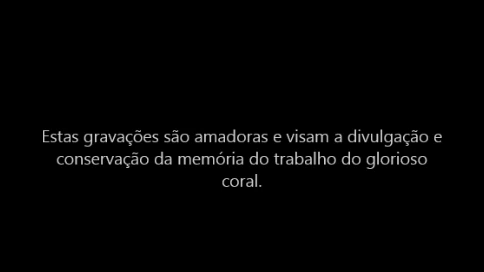 Estas gravações são amadoras e visam a divulgação e
conservação da memória do trabalho do glorioso
coral.